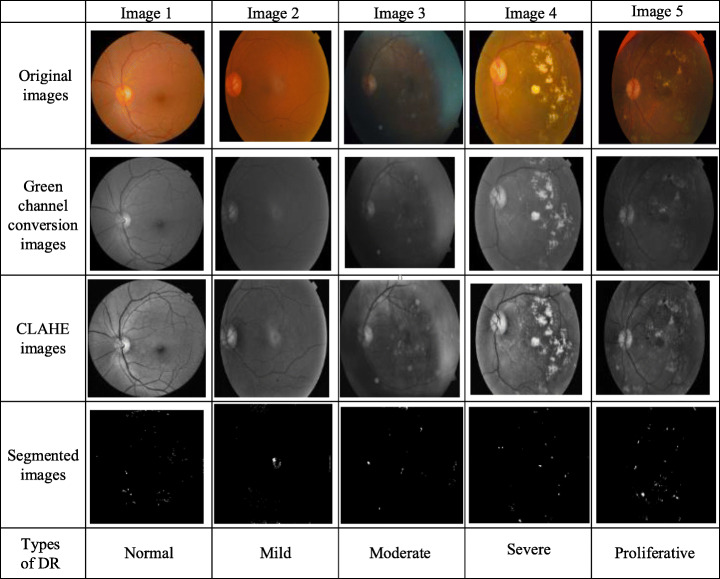 Image 1 Image 2 Image 3 Image 4 Image 5
Original
images
Green
channel
conversion
images
CLAHE
images
Segmented
images
Types
of DR
Normal Mild Moderate Severe Proliferative